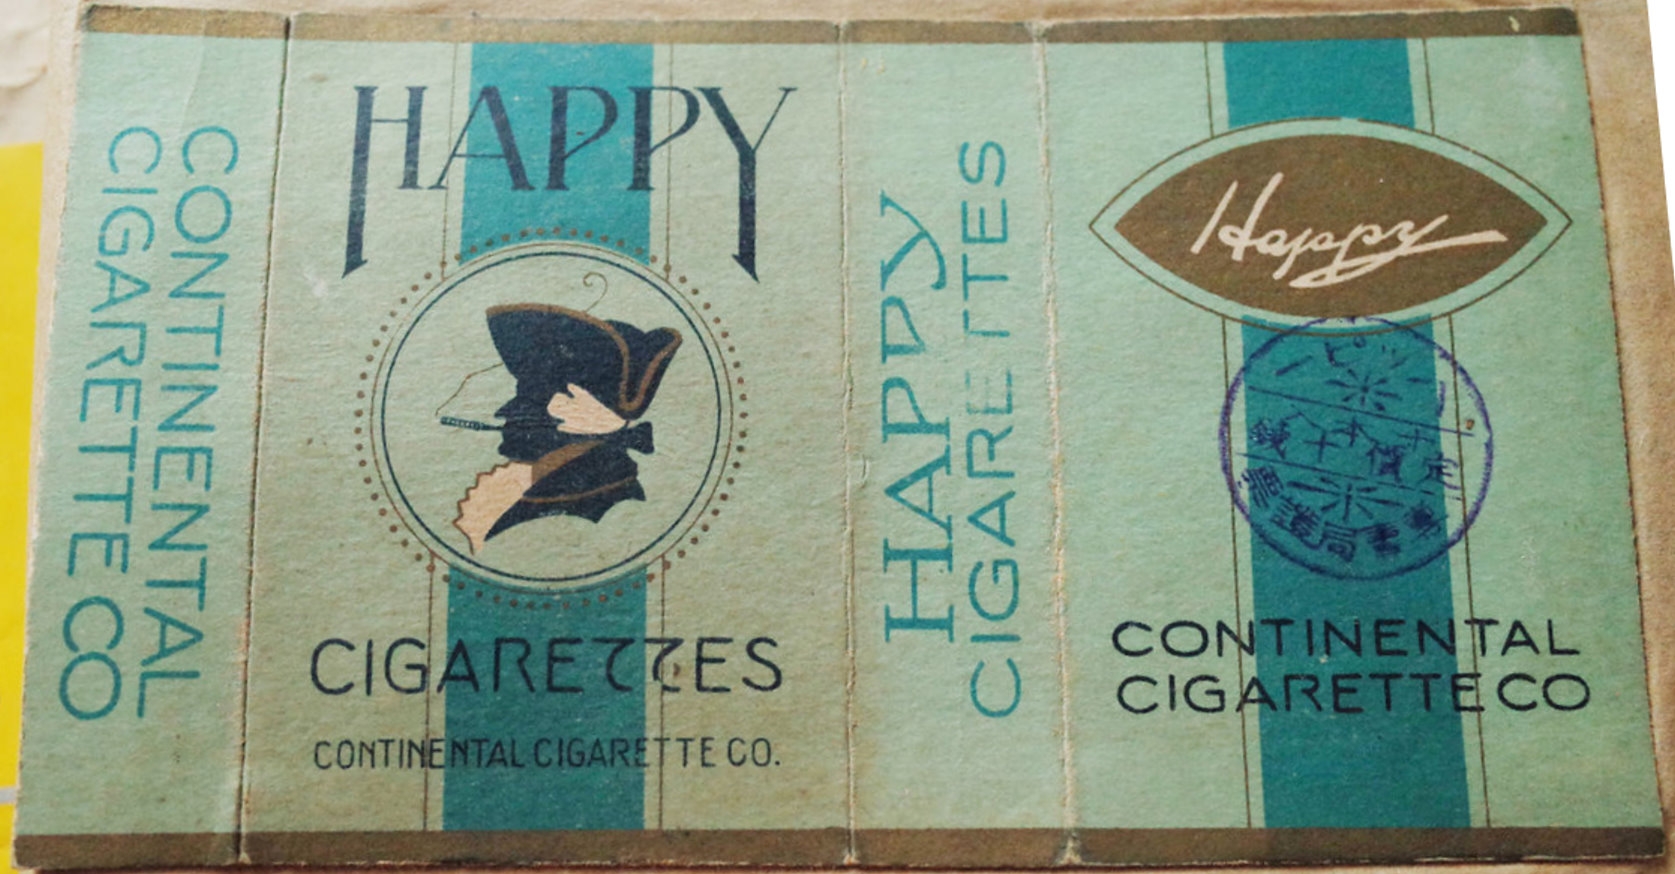 CONTINENTAL
CIGARETTE CO
HAPPY
CIGARETTES
CONTINENTAL CIGARETTE CO.
HAPPY
CIGARETTES
Happy
CONTINENTAL
CIGARETTE CO